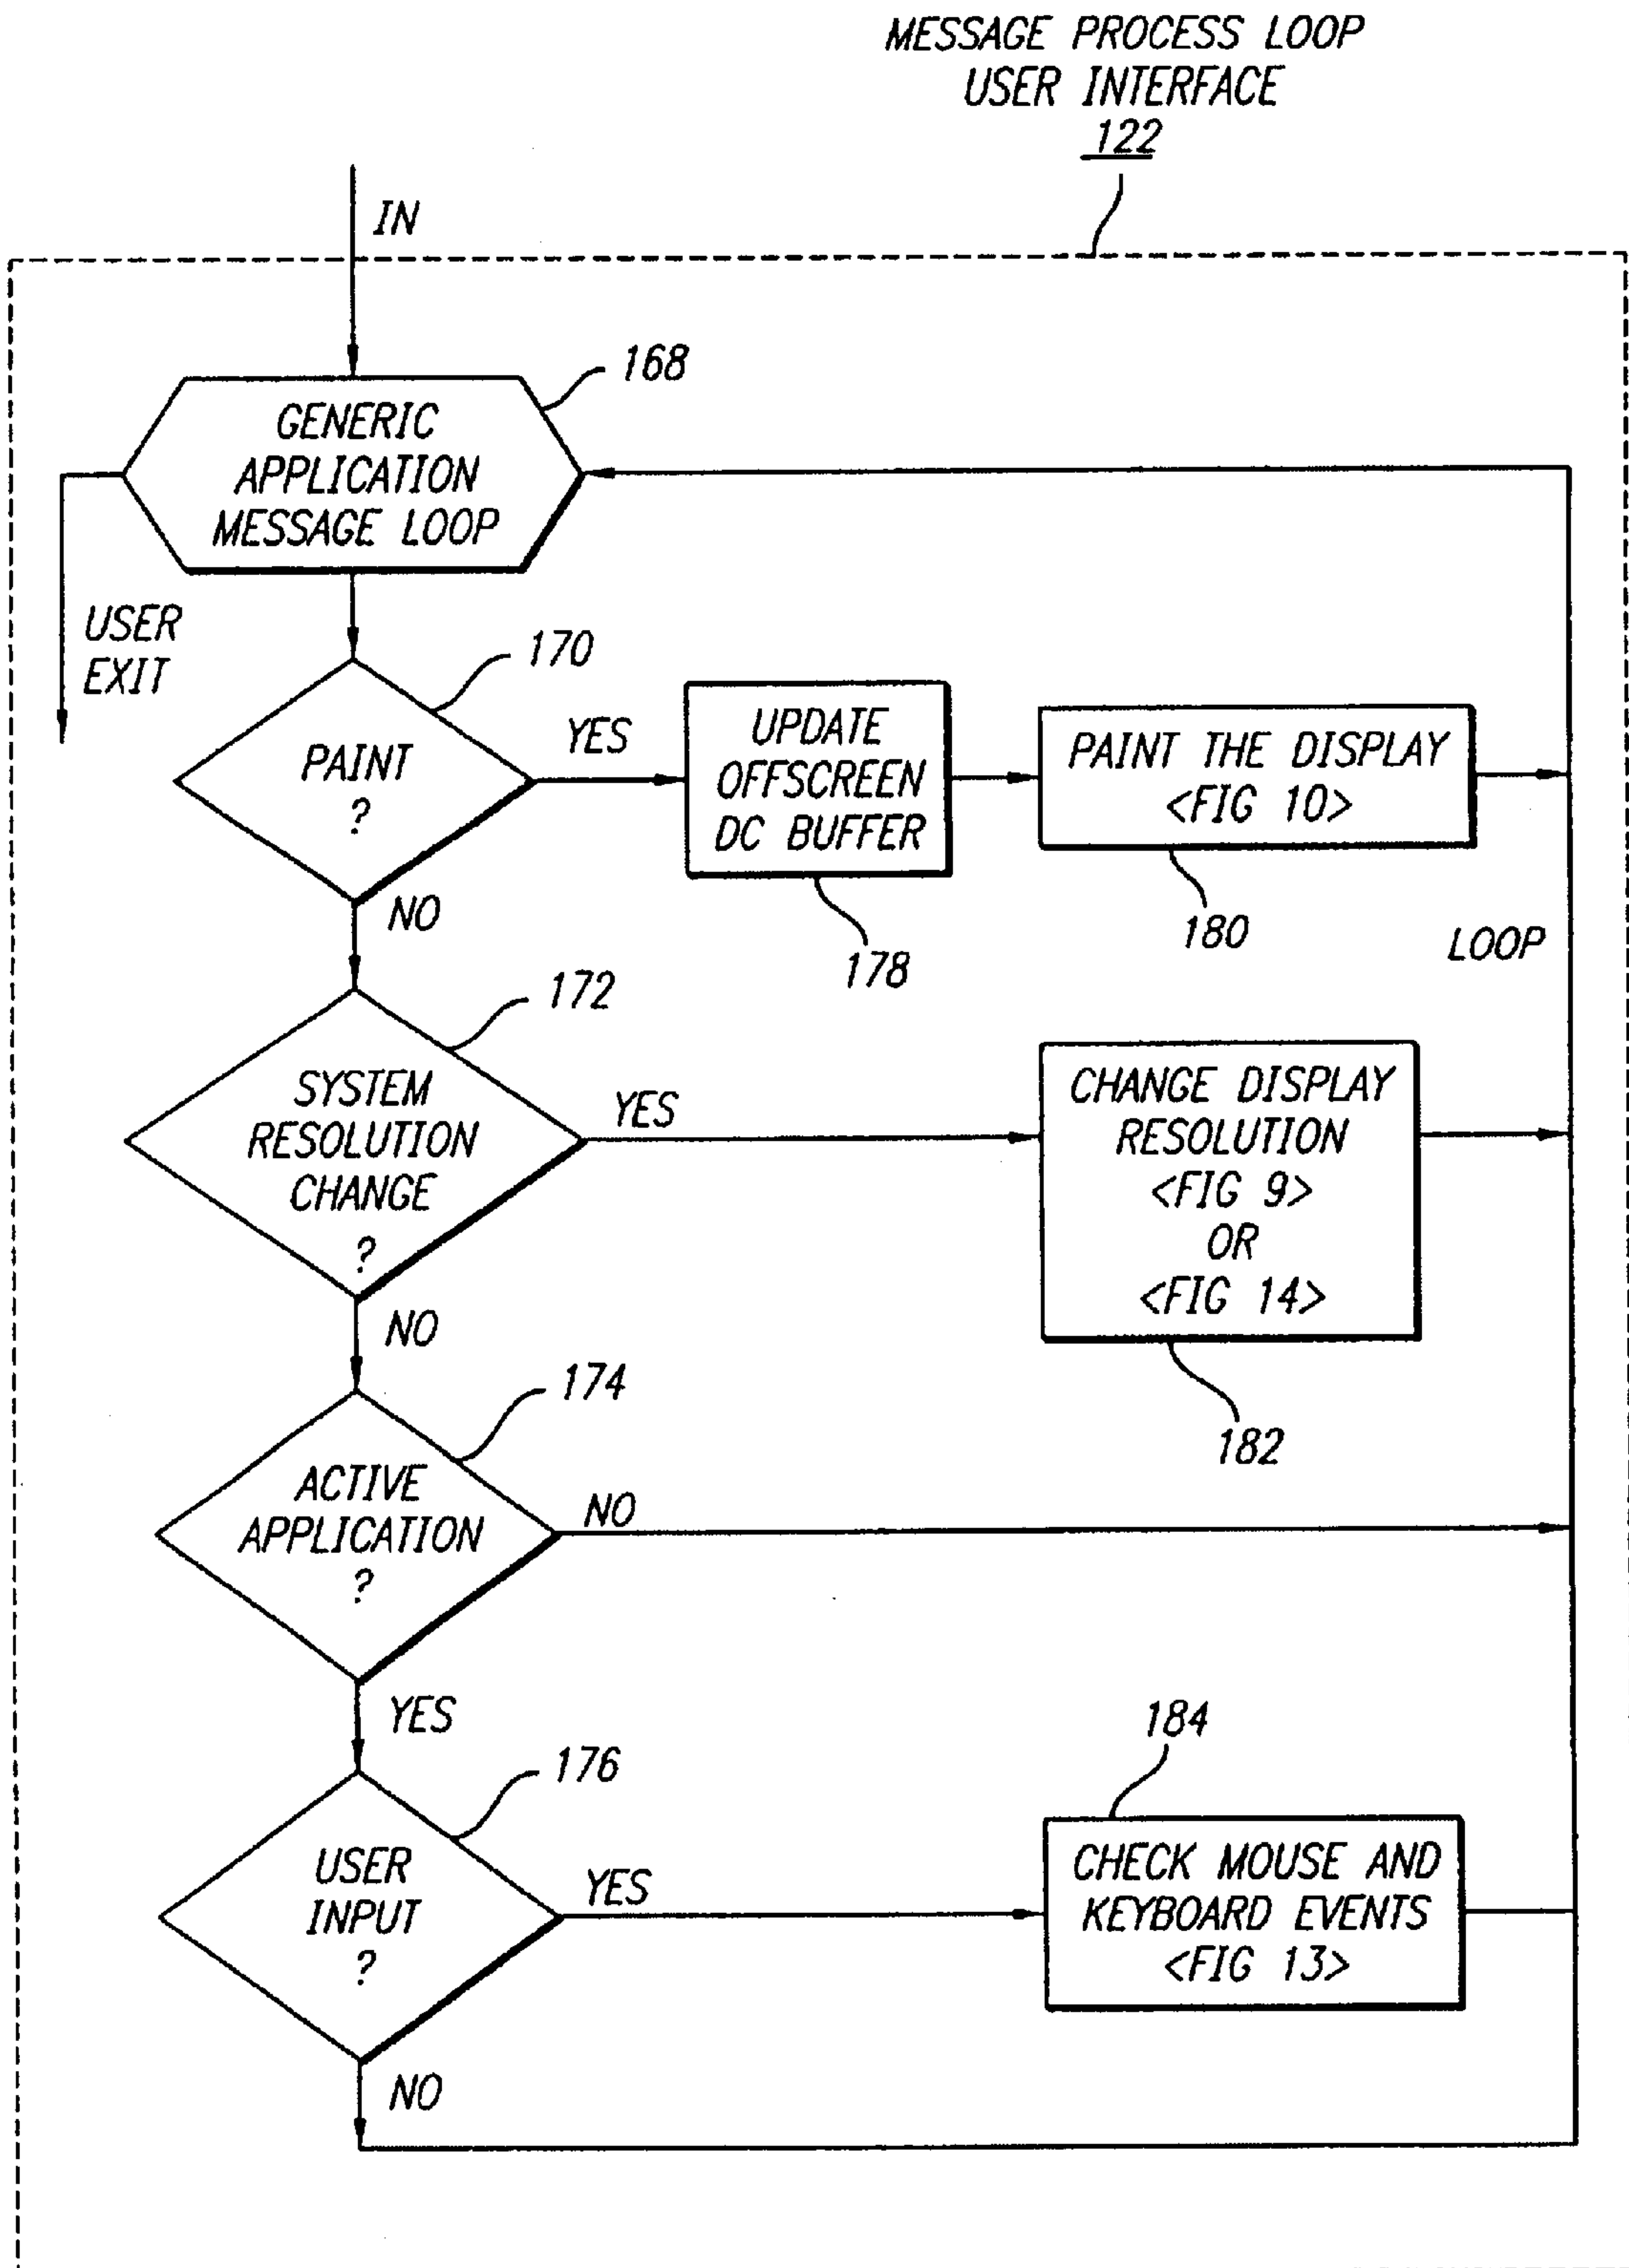 MESSAGE PROCESS LOOP
USER INTERFACE
122
IN
168
GENERIC
APPLICATION
MESSAGE LOOP
USER
EXIT
170
PAINT
?
YES
UPDATE
OFFSCREEN
DC BUFFER
178
PAINT THE DISPLAY
<FIG 10>
180
NO
LOOP
172
SYSTEM
RESOLUTION
CHANGE
?
YES
CHANGE DISPLAY
RESOLUTION
<FIG 9>
OR
<FIG 14>
182
NO
174
ACTIVE
APPLICATION
?
NO
YES
176
USER
INPUT
?
YES
184
CHECK MOUSE AND
KEYBOARD EVENTS
<FIG 13>
NO